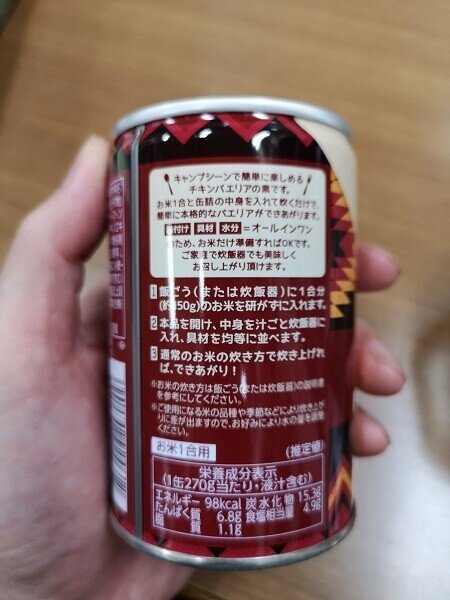 キャンプシーンで簡単に楽しめる
チキンパエリアの素です。
お米1合と缶詰の中身を入れて炊くだけで、
簡単に本格的なパエリアができあがります。
味付け 具材 水分 =オールインワン
のため、お米だけ準備すればOKです。
ご家庭で炊飯器でも美味しく
お召し上がり頂けます。
1 飯ごう(または炊飯器)に1合分
(約150g)のお米を研がずに入れます。
2 本品を開け、中身を汁ごと炊飯器に
入れ、具材を均等に並べます。
3 通常のお米の炊き方で炊き上げれ
ば、できあがり!
※お米の炊き方は飯ごう(または炊飯器)の説明書
を参考にしてください。
※ご使用になる米の品種や季節などにより炊き上が
りに差が出ますので、お好みにより水の量を調整
ください。
お米1合用
(推定値)
栄養成分表示
(1缶270g当たり・液汁含む)
エネルギー 98kcal 炭水化物 15.3g
たんぱく質 6.8g 食塩相当量 4.9g
脂質 1.1g